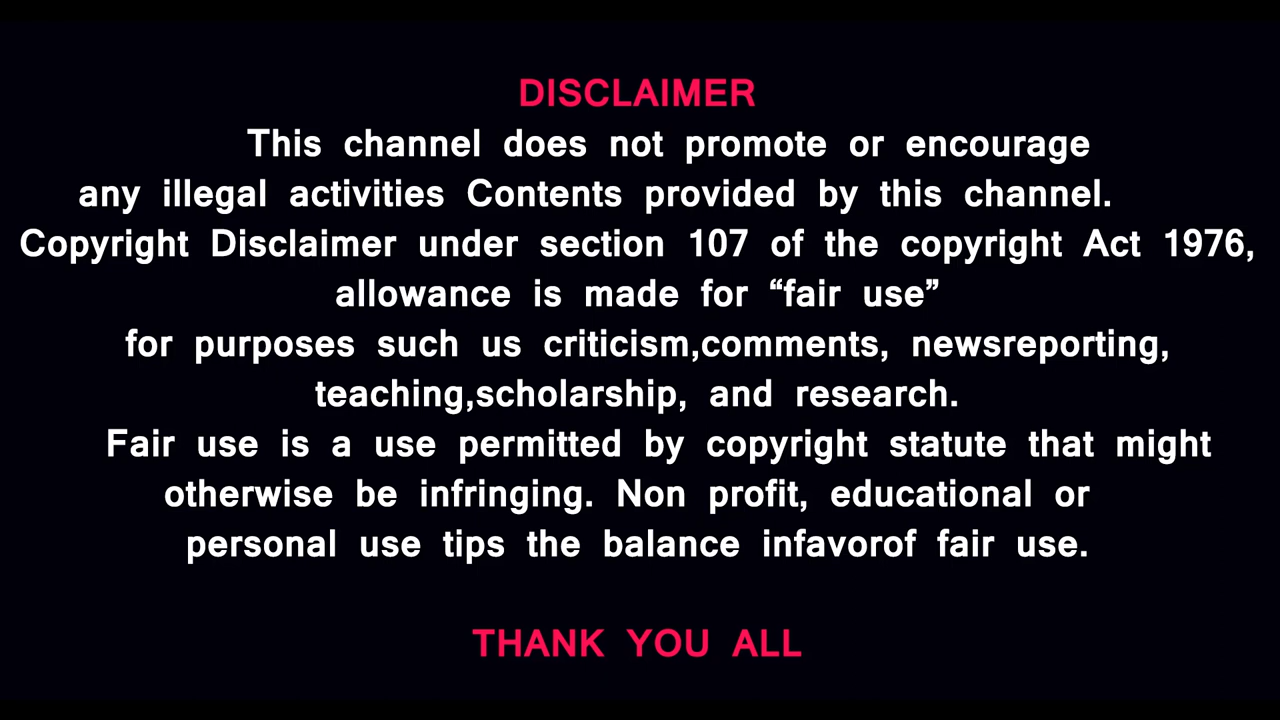 DISCLAIMER
This channel does not promote or encourage
any illegal activities Contents provided by this channel.
Copyright Disclaimer under section 107 of the copyright Act 1976,
allowance is made for “fair use”
for purposes such us criticism,comments, newsreporting,
teaching,scholarship, and research.
Fair use is a use permitted by copyright statute that might
otherwise be infringing. Non profit, educational or
personal use tips the balance infavorof fair use.
THANK YOU ALL